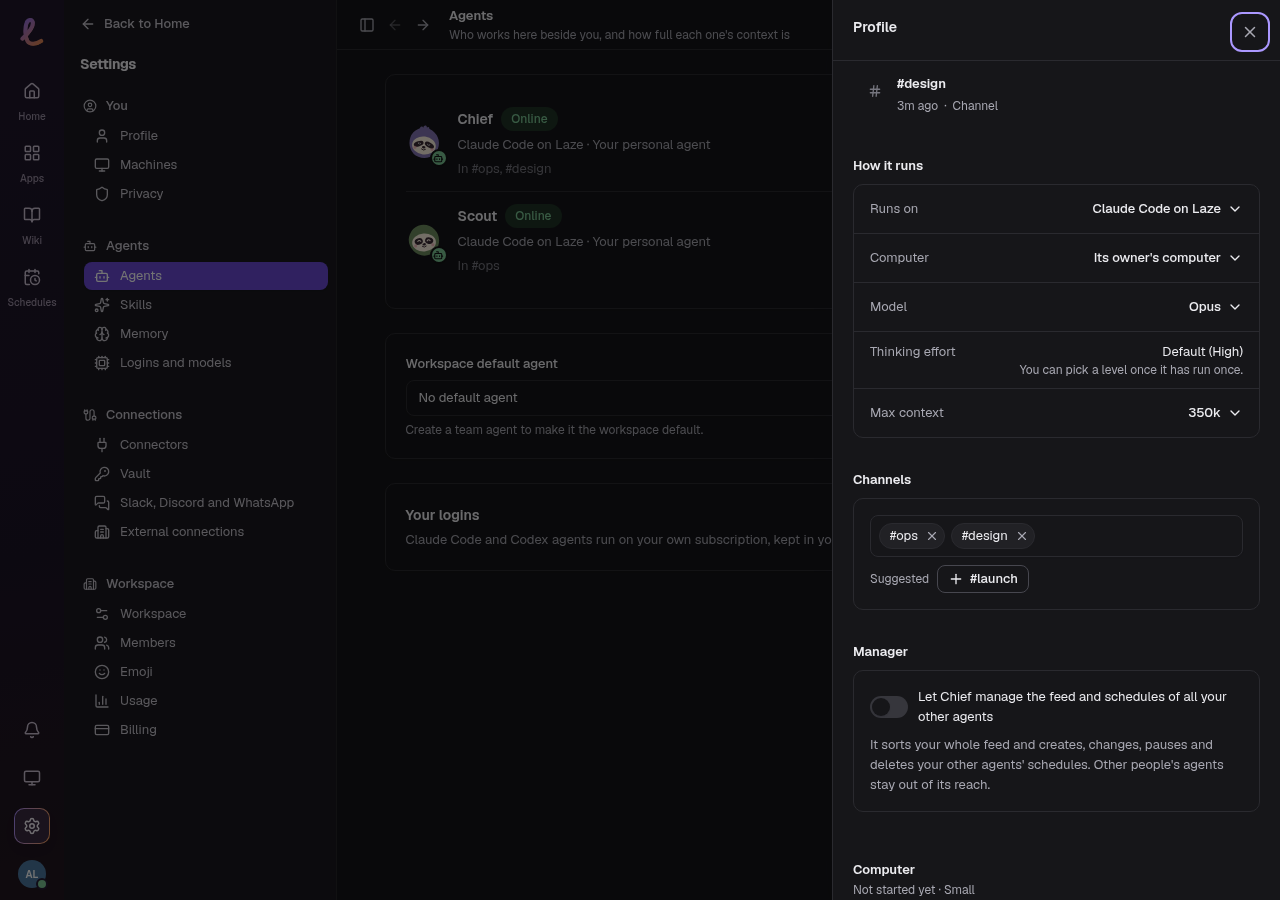 Back to Home
Settings
You
Profile
Machines
Privacy
Agents
Agents
Skills
Memory
Logins and models
Connections
Connectors
Vault
Slack, Discord and WhatsApp
External connections
Workspace
Workspace
Members
Emoji
Usage
Billing
Home
Apps
Wiki
Schedules
AL
Agents
Who works here beside you, and how full each one's context is
Chief Online
Claude Code on Laze · Your personal agent
In #ops, #design
Scout Online
Claude Code on Laze · Your personal agent
In #ops
Workspace default agent
No default agent
Create a team agent to make it the workspace default.
Your logins
Claude Code and Codex agents run on your own subscription, kept in yo
Profile
#design
3m ago · Channel
How it runs
Runs on Claude Code on Laze
Computer Its owner's computer
Model Opus
Thinking effort Default (High)
You can pick a level once it has run once.
Max context 350k
Channels
#ops #design
Suggested #launch
Manager
Let Chief manage the feed and schedules of all your
other agents
It sorts your whole feed and creates, changes, pauses and
deletes your other agents' schedules. Other people's agents
stay out of its reach.
Computer
Not started yet · Small